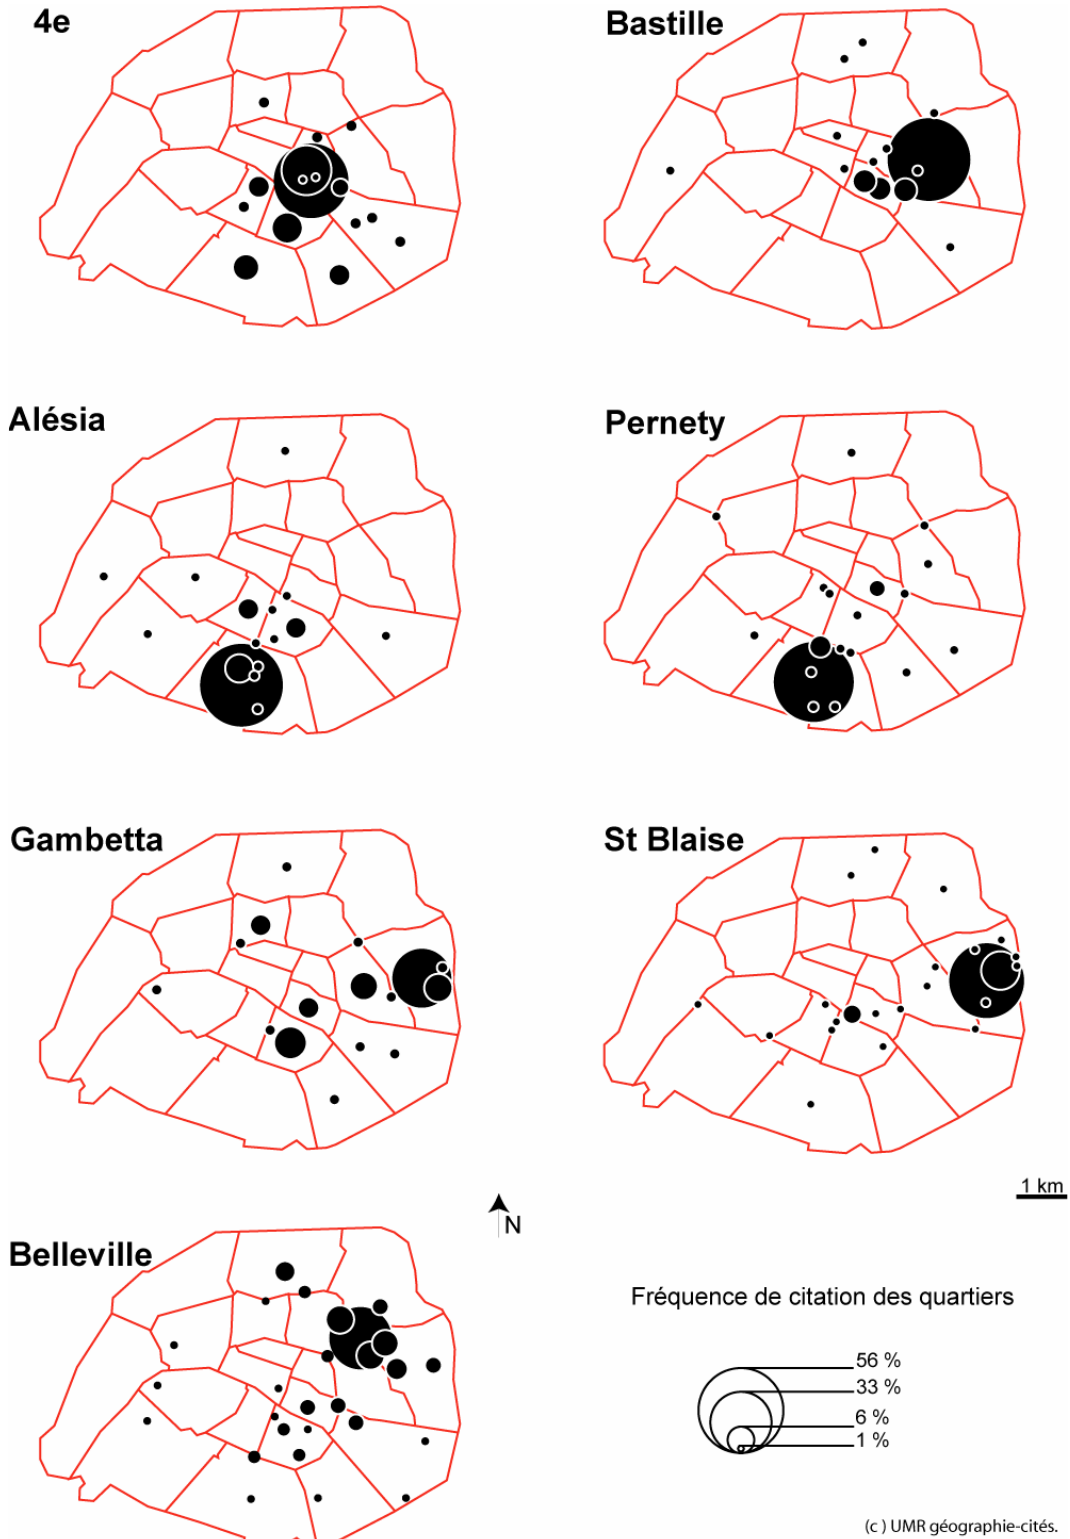 4e
Bastille
Alésia
Pernety
Gambetta
St Blaise
1 km
N
Belleville
Fréquence de citation des quartiers
56 %
33 %
6 %
1 %
(c ) UMR géographie-cités.